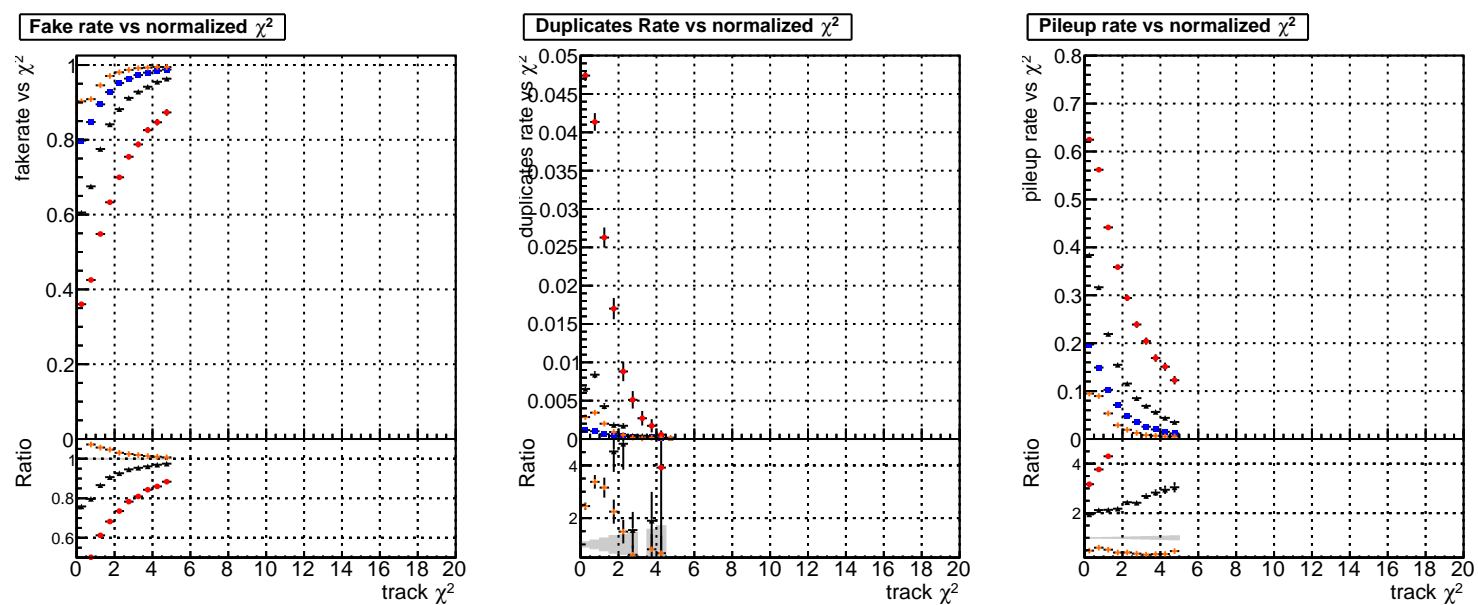 Fake rate vs normalized χ²
fakerate vs χ²
1
0.8
0.6
0.4
0.2
0
Ratio
1
0.8
0.6
0 2 4 6 8 10 12 14 16 18 20
track χ²
Duplicates Rate vs normalized χ²
duplicates rate vs χ²
0.05
0.045
0.04
0.035
0.03
0.025
0.02
0.015
0.01
0.005
0
Ratio
4
2
0 2 4 6 8 10 12 14 16 18 20
track χ²
Pileup rate vs normalized χ²
pileup rate vs χ²
0.8
0.7
0.6
0.5
0.4
0.3
0.2
0.1
0
Ratio
4
2
0 2 4 6 8 10 12 14 16 18 20
track χ²